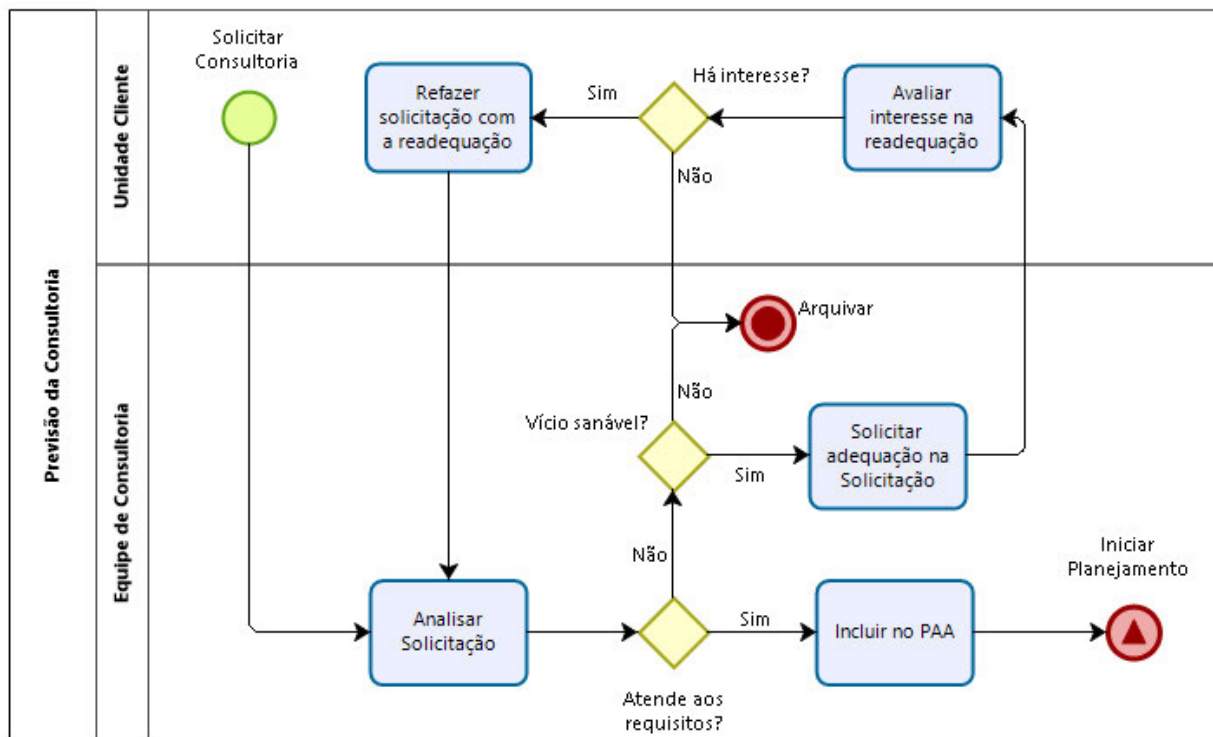 Previsão da Consultoria
Unidade Cliente
Solicitar
Consultoria
Refazer
solicitação com
a readequação
Sim
Há interesse?
Não
Avaliar
interesse na
readequação
Equipe de Consultoria
Arquivar
Não
Vício sanável?
Sim
Solicitar
adequação na
Solicitação
Não
Analisar
Solicitação
Sim
Atende aos
requisitos?
Incluir no PAA
Iniciar
Planejamento